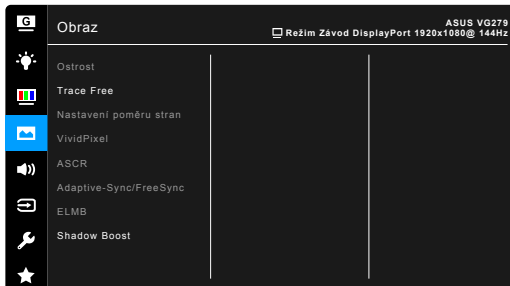 G
Obraz
ASUS VG279
Režim Závod DisplayPort 1920x1080@ 144Hz
Ostrost
Trace Free
Nastavení poměru stran
VividPixel
ASCR
Adaptive-Sync/FreeSync
ELMB
Shadow Boost